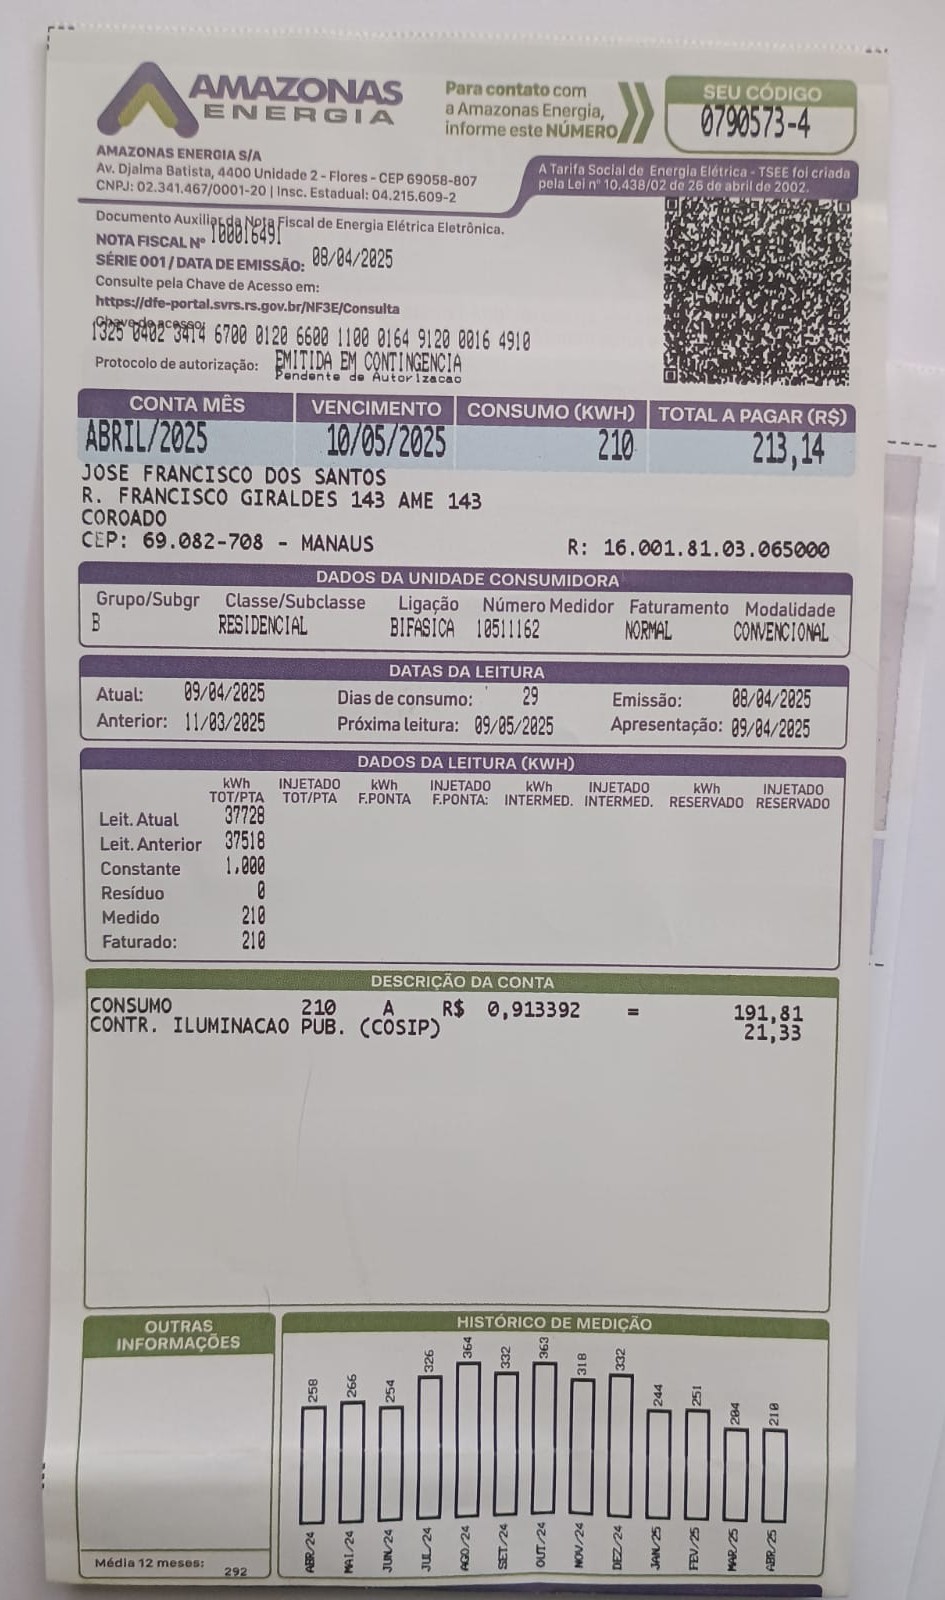 AMAZONAS
ENERGIA
Para contato com
a Amazonas Energia,
informe este NÚMERO
SEU CÓDIGO
0790573-4
AMAZONAS ENERGIA S/A
Av. Djalma Batista, 4400 Unidade 2 - Flores - CEP 69058-807
CNPJ: 02.341.467/0001-20 | Insc. Estadual: 04.215.609-2
A Tarifa Social de Energia Elétrica - TSEE foi criada
pela Lei nº 10.438/02 de 26 de abril de 2002.
Documento Auxiliar da Nota Fiscal de Energia Elétrica Eletrônica.
NOTA FISCAL Nº 100016491
SÉRIE 001 / DATA DE EMISSÃO: 08/04/2025
Consulte pela Chave de Acesso em:
https://dfe-portal.svrs.rs.gov.br/NF3E/Consulta
Chave de acesso:
1325 0402 3414 6700 0120 6600 1100 0164 9120 0016 4910
Protocolo de autorização: EMITIDA EM CONTINGENCIA
Pendente de Autorizacao
CONTA MÊS VENCIMENTO CONSUMO (KWH) TOTAL A PAGAR (R$)
ABRIL/2025 10/05/2025 210 213,14
JOSE FRANCISCO DOS SANTOS
R. FRANCISCO GIRALDES 143 AME 143
COROADO
CEP: 69.082-708 - MANAUS R: 16.001.81.03.065000
DADOS DA UNIDADE CONSUMIDORA
Grupo/Subgr Classe/Subclasse Ligação Número Medidor Faturamento Modalidade
B RESIDENCIAL BIFASICA 10511162 NORMAL CONVENCIONAL
DATAS DA LEITURA
Atual: 09/04/2025 Dias de consumo: 29 Emissão: 08/04/2025
Anterior: 11/03/2025 Próxima leitura: 09/05/2025 Apresentação: 09/04/2025
DADOS DA LEITURA (KWH)
kWh INJETADO kWh INJETADO kWh INJETADO kWh INJETADO
TOT/PTA TOT/PTA F.PONTA F.PONTA: INTERMED. INTERMED. RESERVADO RESERVADO
Leit. Atual 37728
Leit. Anterior 37518
Constante 1,000
Resíduo 0
Medido 210
Faturado: 210
DESCRIÇÃO DA CONTA
CONSUMO 210 A R$ 0,913392 = 191,81
CONTR. ILUMINACAO PUB. (COSIP) 21,33
OUTRAS
INFORMAÇÕES
Média 12 meses: 292
HISTÓRICO DE MEDIÇÃO
258 266 254 326 364 332 363 318 332 244 251 204 210
ABR/24 MAI/24 JUN/24 JUL/24 AGO/24 SET/24 OUT/24 NOV/24 DEZ/24 JAN/25 FEV/25 MAR/25 ABR/25